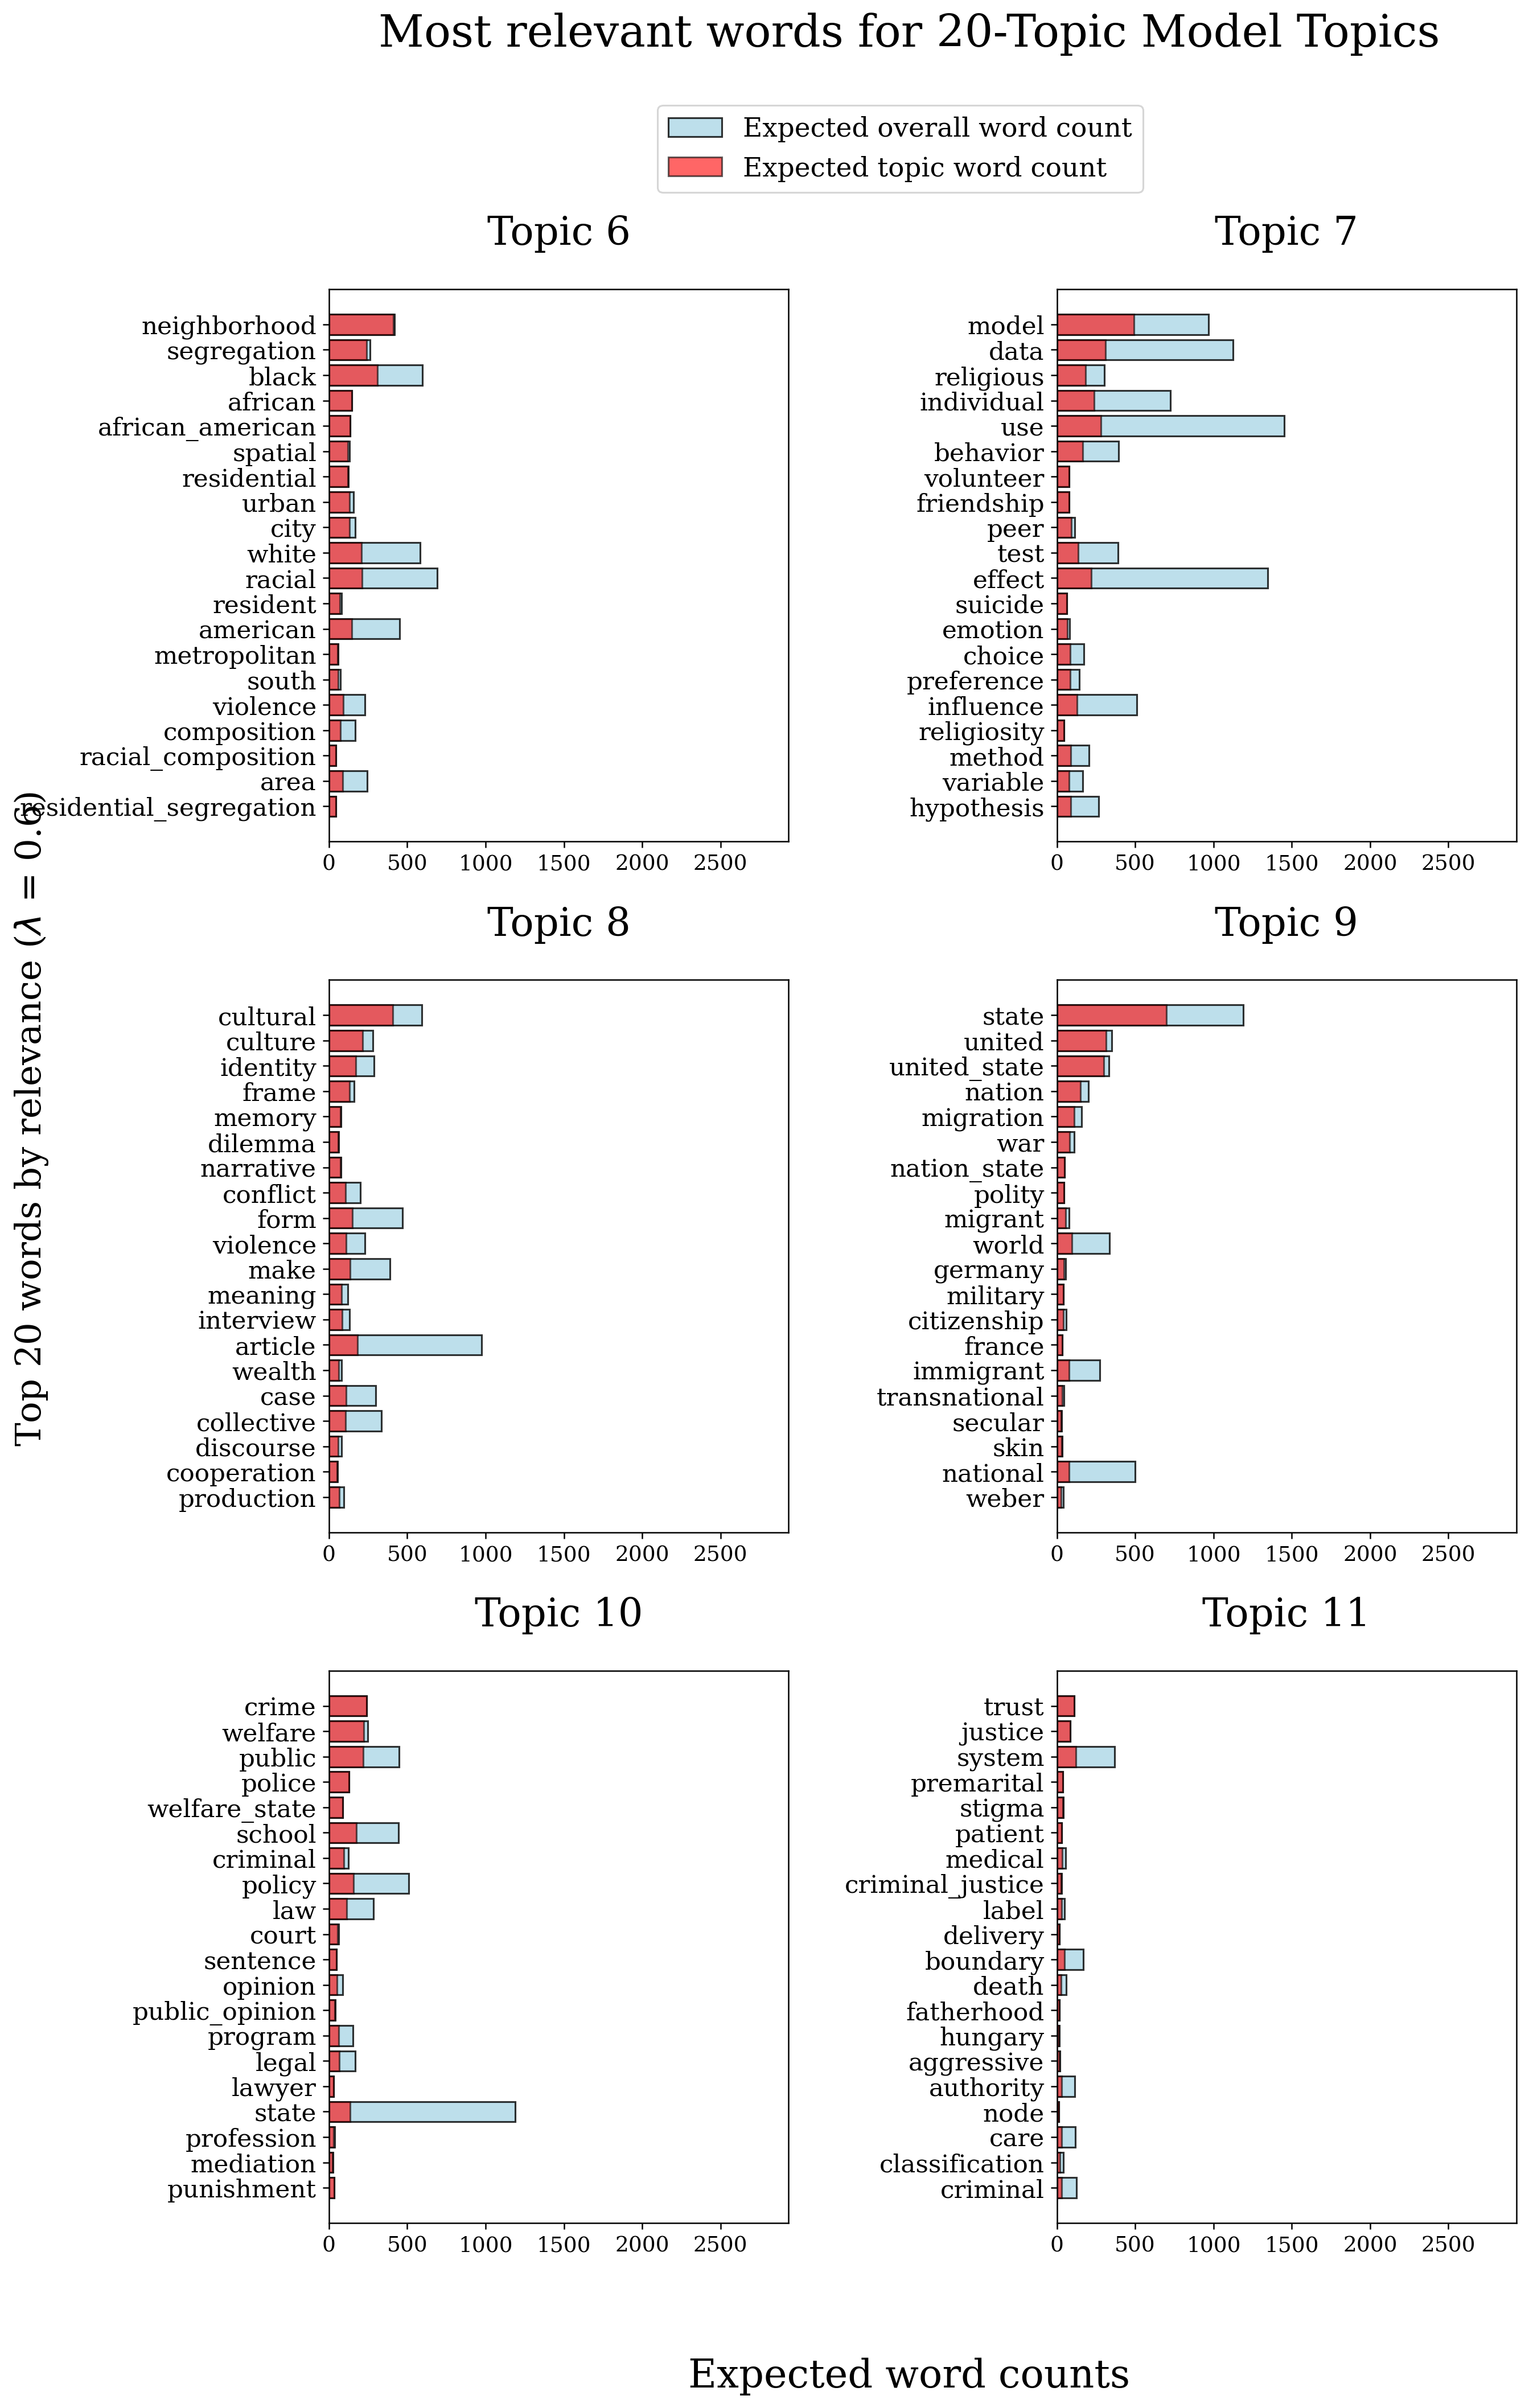 Most relevant words for 20-Topic Model Topics
Expected overall word count
Expected topic word count
Top 20 words by relevance (λ = 0.6)
Topic 6
neighborhood
segregation
black
african
african_american
spatial
residential
urban
city
white
racial
resident
american
metropolitan
south
violence
composition
racial_composition
area
residential_segregation
0 500 1000 1500 2000 2500
Topic 7
model
data
religious
individual
use
behavior
volunteer
friendship
peer
test
effect
suicide
emotion
choice
preference
influence
religiosity
method
variable
hypothesis
0 500 1000 1500 2000 2500
Topic 8
cultural
culture
identity
frame
memory
dilemma
narrative
conflict
form
violence
make
meaning
interview
article
wealth
case
collective
discourse
cooperation
production
0 500 1000 1500 2000 2500
Topic 9
state
united
united_state
nation
migration
war
nation_state
polity
migrant
world
germany
military
citizenship
france
immigrant
transnational
secular
skin
national
weber
0 500 1000 1500 2000 2500
Topic 10
crime
welfare
public
police
welfare_state
school
criminal
policy
law
court
sentence
opinion
public_opinion
program
legal
lawyer
state
profession
mediation
punishment
0 500 1000 1500 2000 2500
Topic 11
trust
justice
system
premarital
stigma
patient
medical
criminal_justice
label
delivery
boundary
death
fatherhood
hungary
aggressive
authority
node
care
classification
criminal
0 500 1000 1500 2000 2500
Expected word counts